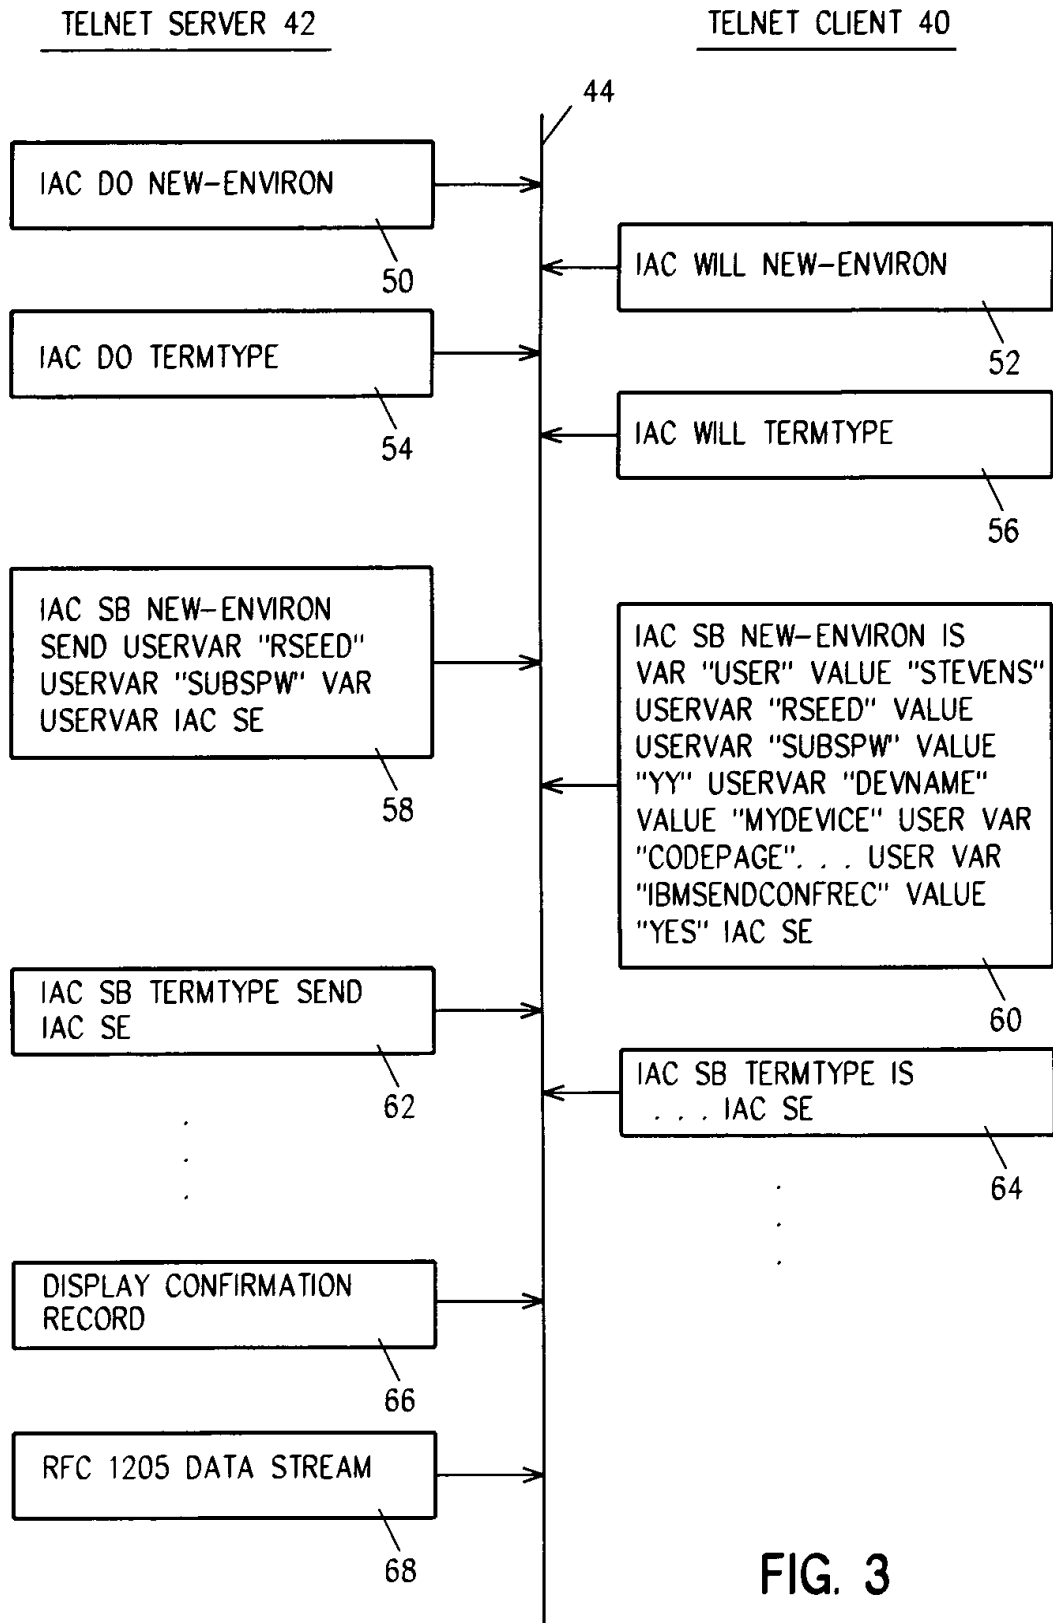 TELNET SERVER 42
TELNET CLIENT 40
44
IAC DO NEW-ENVIRON
50
IAC WILL NEW-ENVIRON
52
IAC DO TERMTYPE
54
IAC WILL TERMTYPE
56
IAC SB NEW-ENVIRON
SEND USERVAR "RSEED"
USERVAR "SUBSPW" VAR
USERVAR IAC SE
58
IAC SB NEW-ENVIRON IS
VAR "USER" VALUE "STEVENS"
USERVAR "RSEED" VALUE
USERVAR "SUBSPW" VALUE
"YY" USERVAR "DEVNAME"
VALUE "MYDEVICE" USER VAR
"CODEPAGE". . . USER VAR
"IBMSENDCONFREC" VALUE
"YES" IAC SE
60
IAC SB TERMTYPE SEND
IAC SE
62
IAC SB TERMTYPE IS
. . . IAC SE
64
DISPLAY CONFIRMATION
RECORD
66
RFC 1205 DATA STREAM
68
FIG. 3